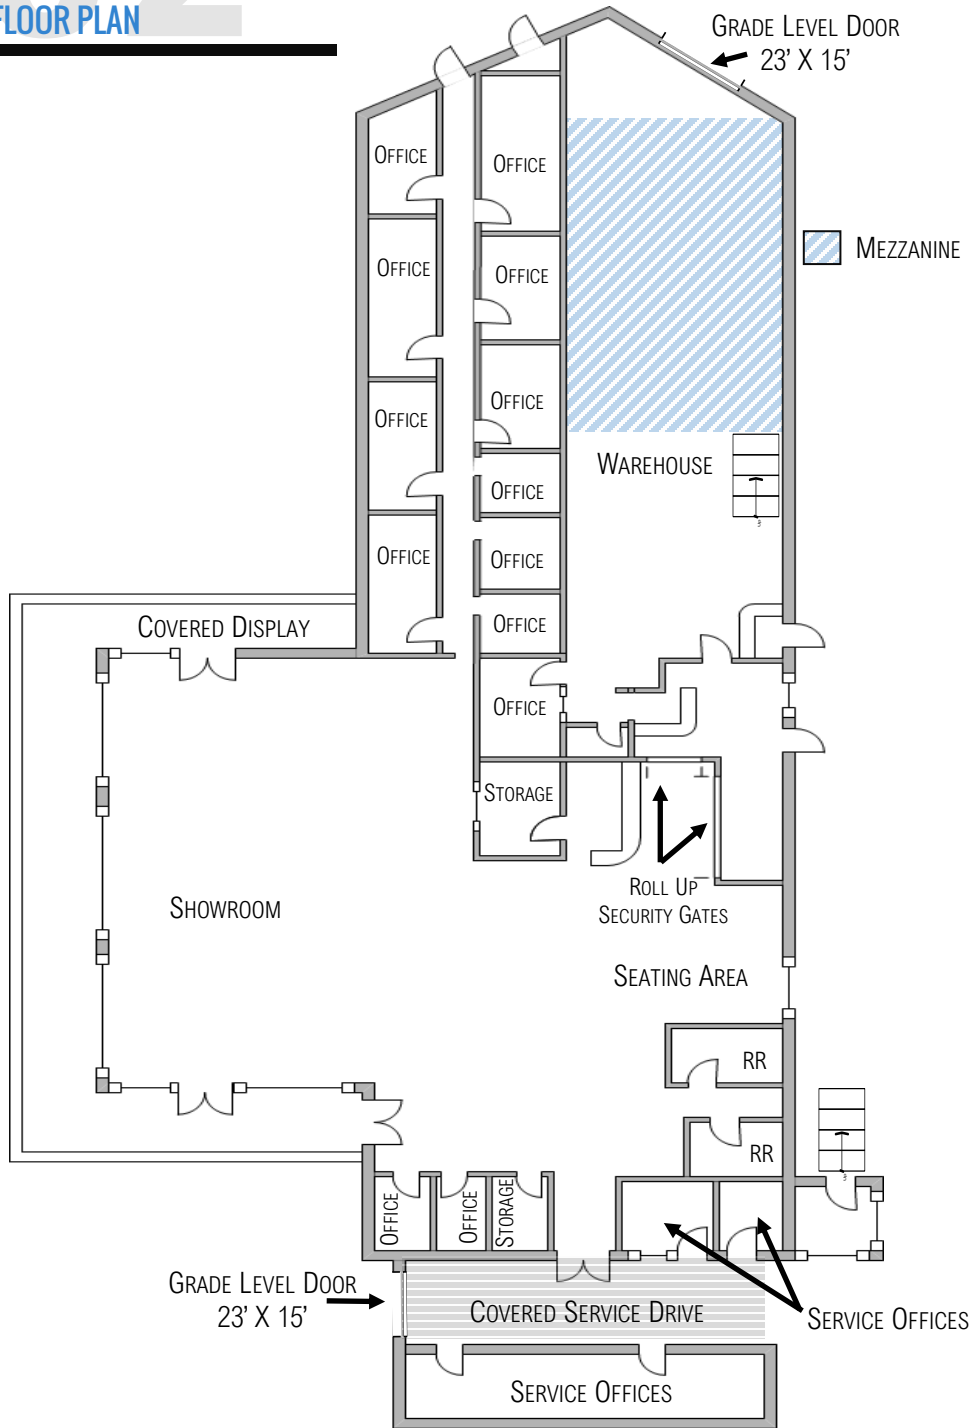 FLOOR PLAN
GRADE LEVEL DOOR
23' X 15'
OFFICE
OFFICE
MEZZANINE
OFFICE
OFFICE
OFFICE
OFFICE
WAREHOUSE
OFFICE
OFFICE
OFFICE
OFFICE
COVERED DISPLAY
OFFICE
STORAGE
ROLL UP
SECURITY GATES
SHOWROOM
SEATING AREA
RR
RR
OFFICE
OFFICE
STORAGE
GRADE LEVEL DOOR
23' X 15'
COVERED SERVICE DRIVE
SERVICE OFFICES
SERVICE OFFICES